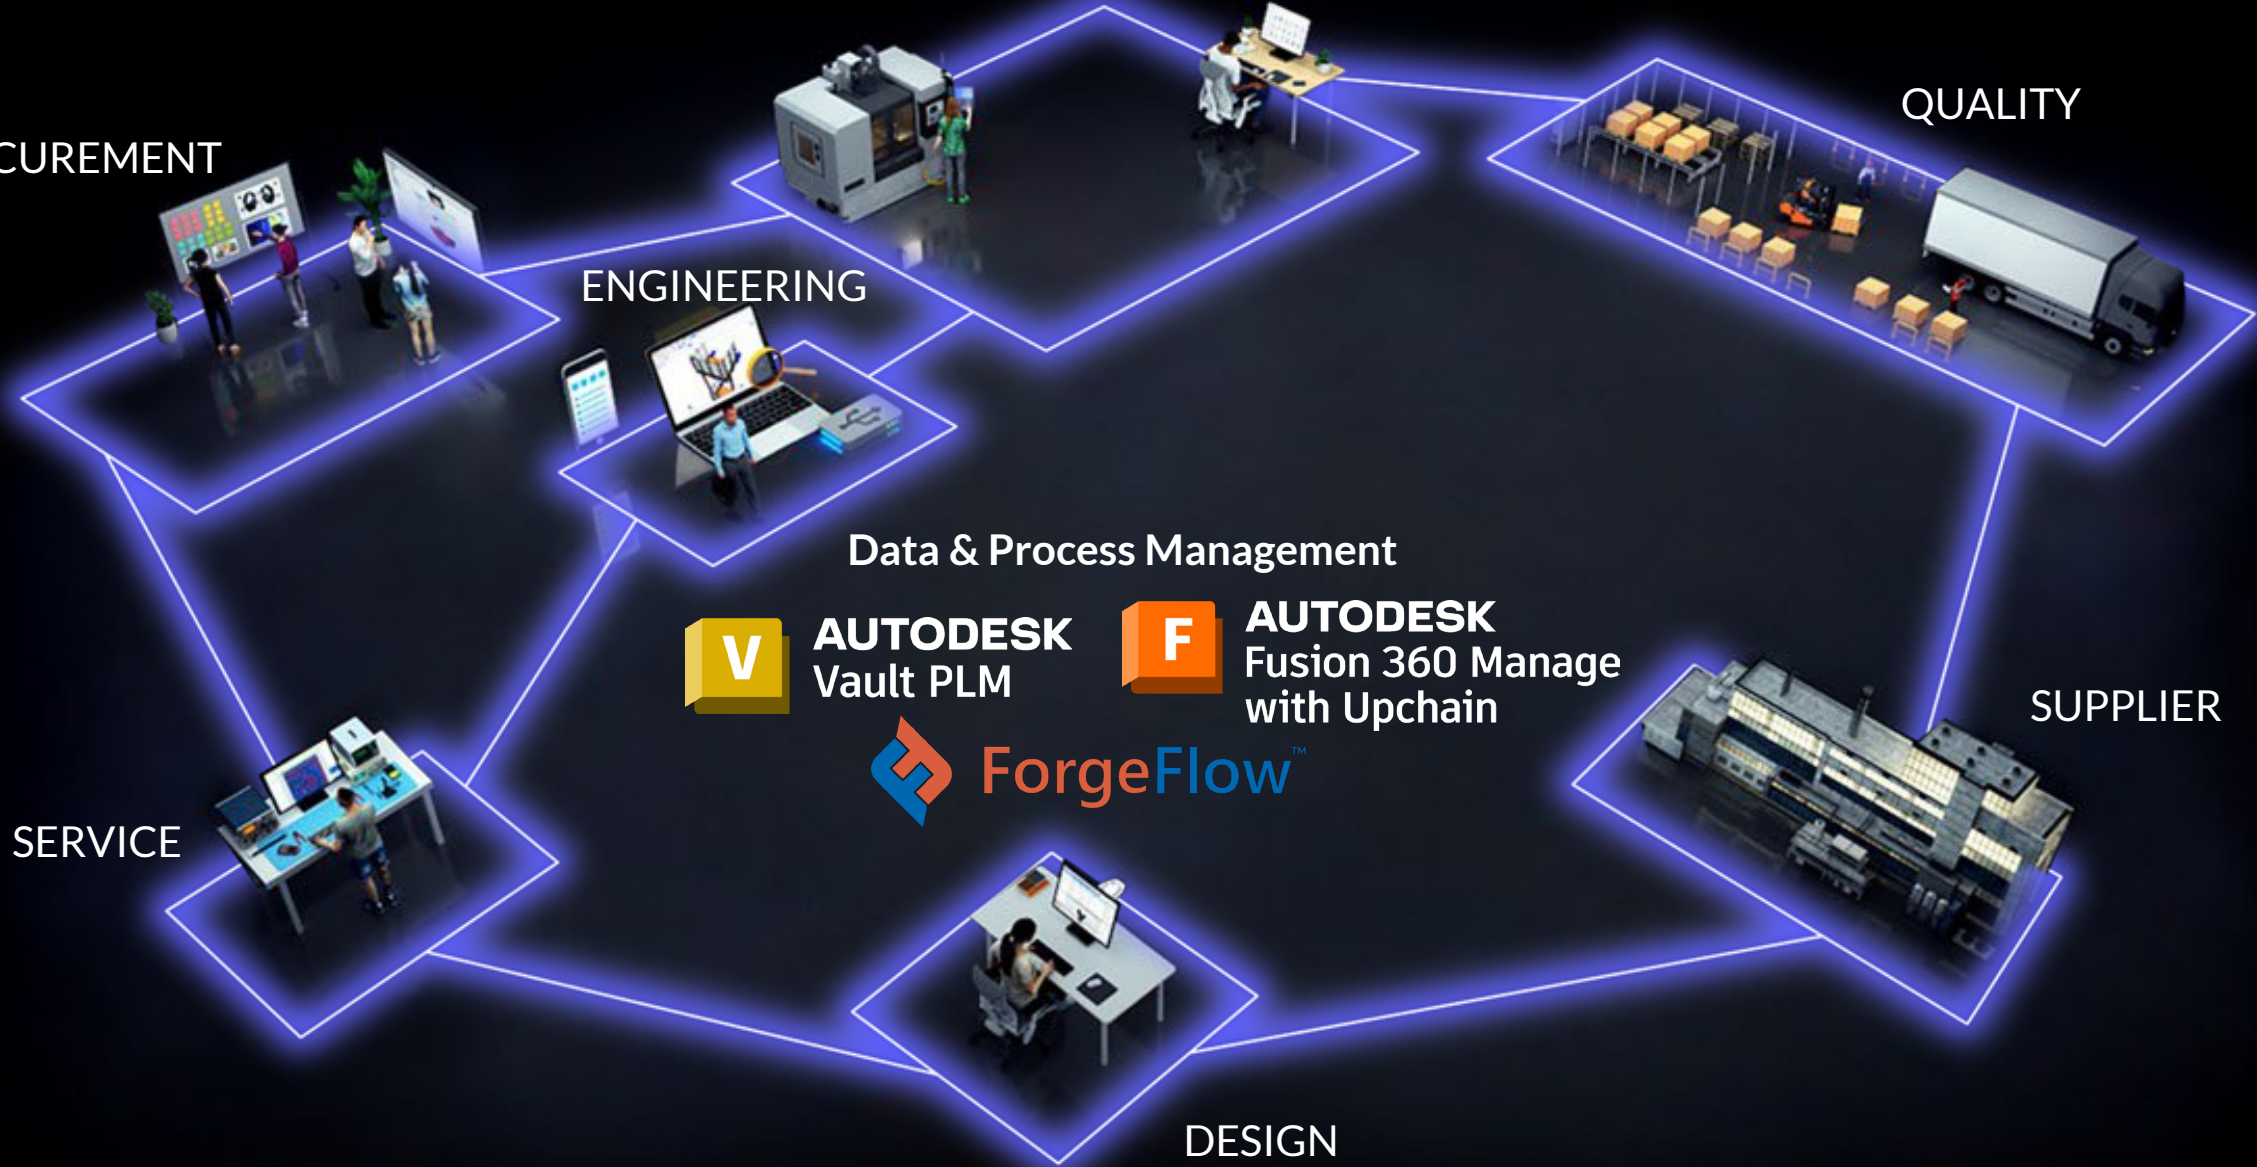 QUALITY
CUREMENT
ENGINEERING
Data & Process Management
V
AUTODESK
Vault PLM
F
AUTODESK
Fusion 360 Manage
with Upchain
ForgeFlow™
SUPPLIER
SERVICE
DESIGN